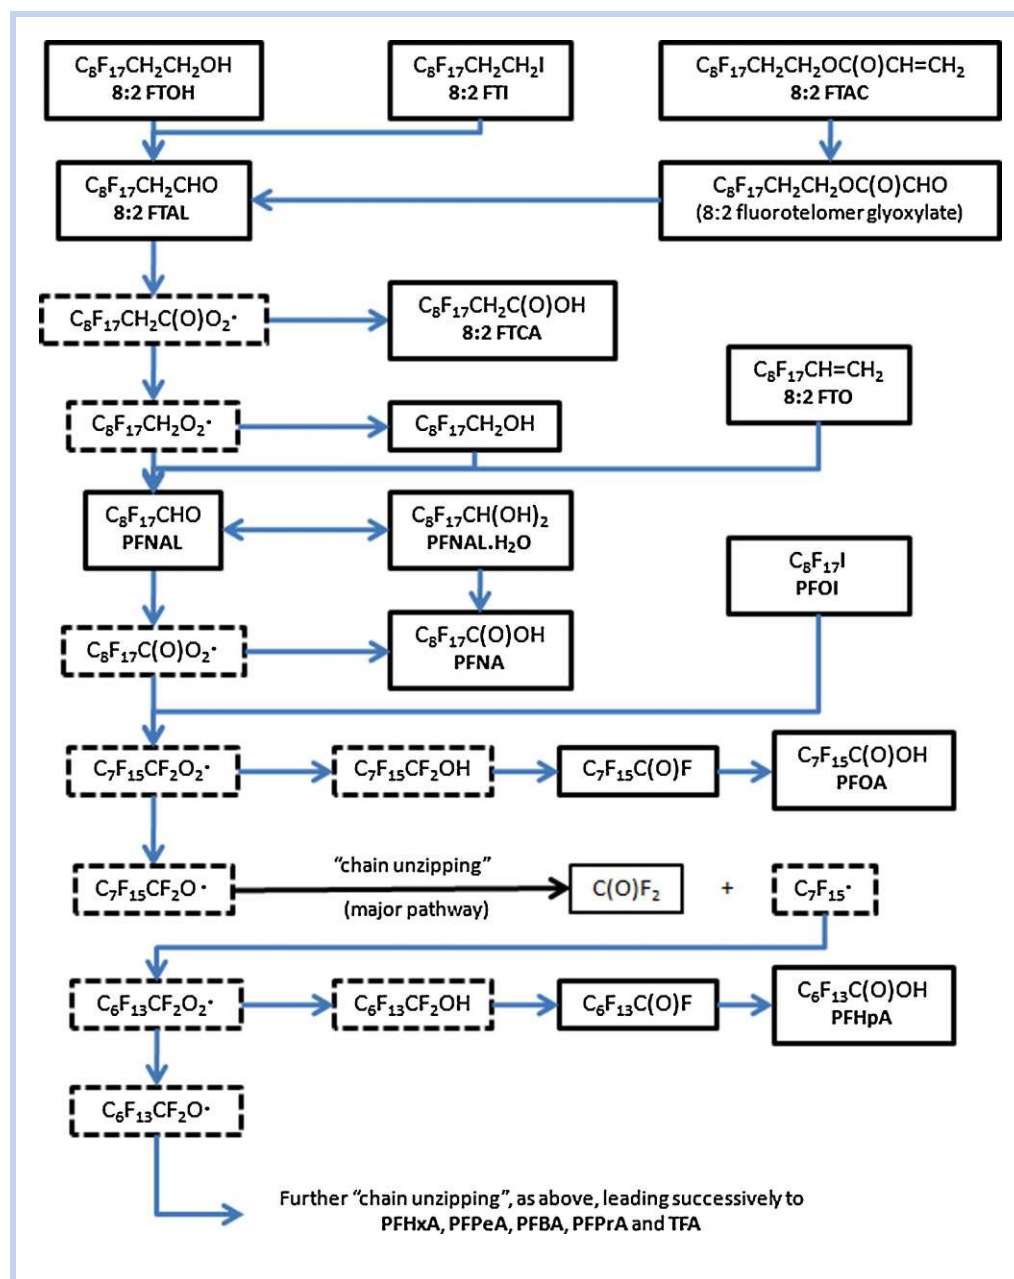 C₈F₁₇CH₂CH₂OH
8:2 FTOH
C₈F₁₇CH₂CH₂I
8:2 FTI
C₈F₁₇CH₂CH₂OC(O)CH=CH₂
8:2 FTAC
C₈F₁₇CH₂CHO
8:2 FTAL
C₈F₁₇CH₂CH₂OC(O)CHO
(8:2 fluorotelomer glyoxylate)
C₈F₁₇CH₂C(O)O₂·
C₈F₁₇CH₂C(O)OH
8:2 FTCA
C₈F₁₇CH=CH₂
8:2 FTO
C₈F₁₇CH₂O₂·
C₈F₁₇CH₂OH
C₈F₁₇CHO
PFNAL
C₈F₁₇CH(OH)₂
PFNAL.H₂O
C₈F₁₇I
PFOI
C₈F₁₇C(O)O₂·
C₈F₁₇C(O)OH
PFNA
C₇F₁₅CF₂O₂·
C₇F₁₅CF₂OH
C₇F₁₅C(O)F
C₇F₁₅C(O)OH
PFOA
C₇F₁₅CF₂O·
“chain unzipping”
(major pathway)
C(O)F₂
+
C₇F₁₅·
C₆F₁₃CF₂O₂·
C₆F₁₃CF₂OH
C₆F₁₃C(O)F
C₆F₁₃C(O)OH
PFHpA
C₆F₁₃CF₂O·
Further “chain unzipping”, as above, leading successively to
PFHxA, PFPeA, PFBA, PFPrA and TFA